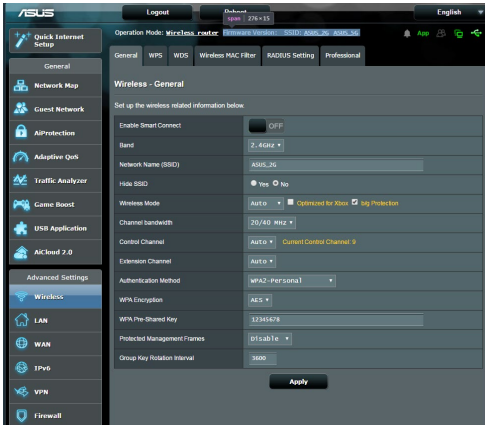 ASUS
Logout
Reboot
English
span 276×15
Quick Internet
Setup
Operation Mode: Wireless router Firmware Version: SSID: ASUS_2G ASUS_5G
App
General
Network Map
Guest Network
AiProtection
Adaptive QoS
Traffic Analyzer
Game Boost
USB Application
AiCloud 2.0
Advanced Settings
Wireless
LAN
WAN
IPv6
VPN
Firewall
General WPS WDS Wireless MAC Filter RADIUS Setting Professional
Wireless - General
Set up the wireless related information below.
Enable Smart Connect OFF
Band 2.4GHz
Network Name (SSID) ASUS_2G
Hide SSID Yes No
Wireless Mode Auto Optimized for Xbox b/g Protection
Channel bandwidth 20/40 MHz
Control Channel Auto Current Control Channel: 9
Extension Channel Auto
Authentication Method WPA2-Personal
WPA Encryption AES
WPA Pre-Shared Key 12345678
Protected Management Frames Disable
Group Key Rotation Interval 3600
Apply